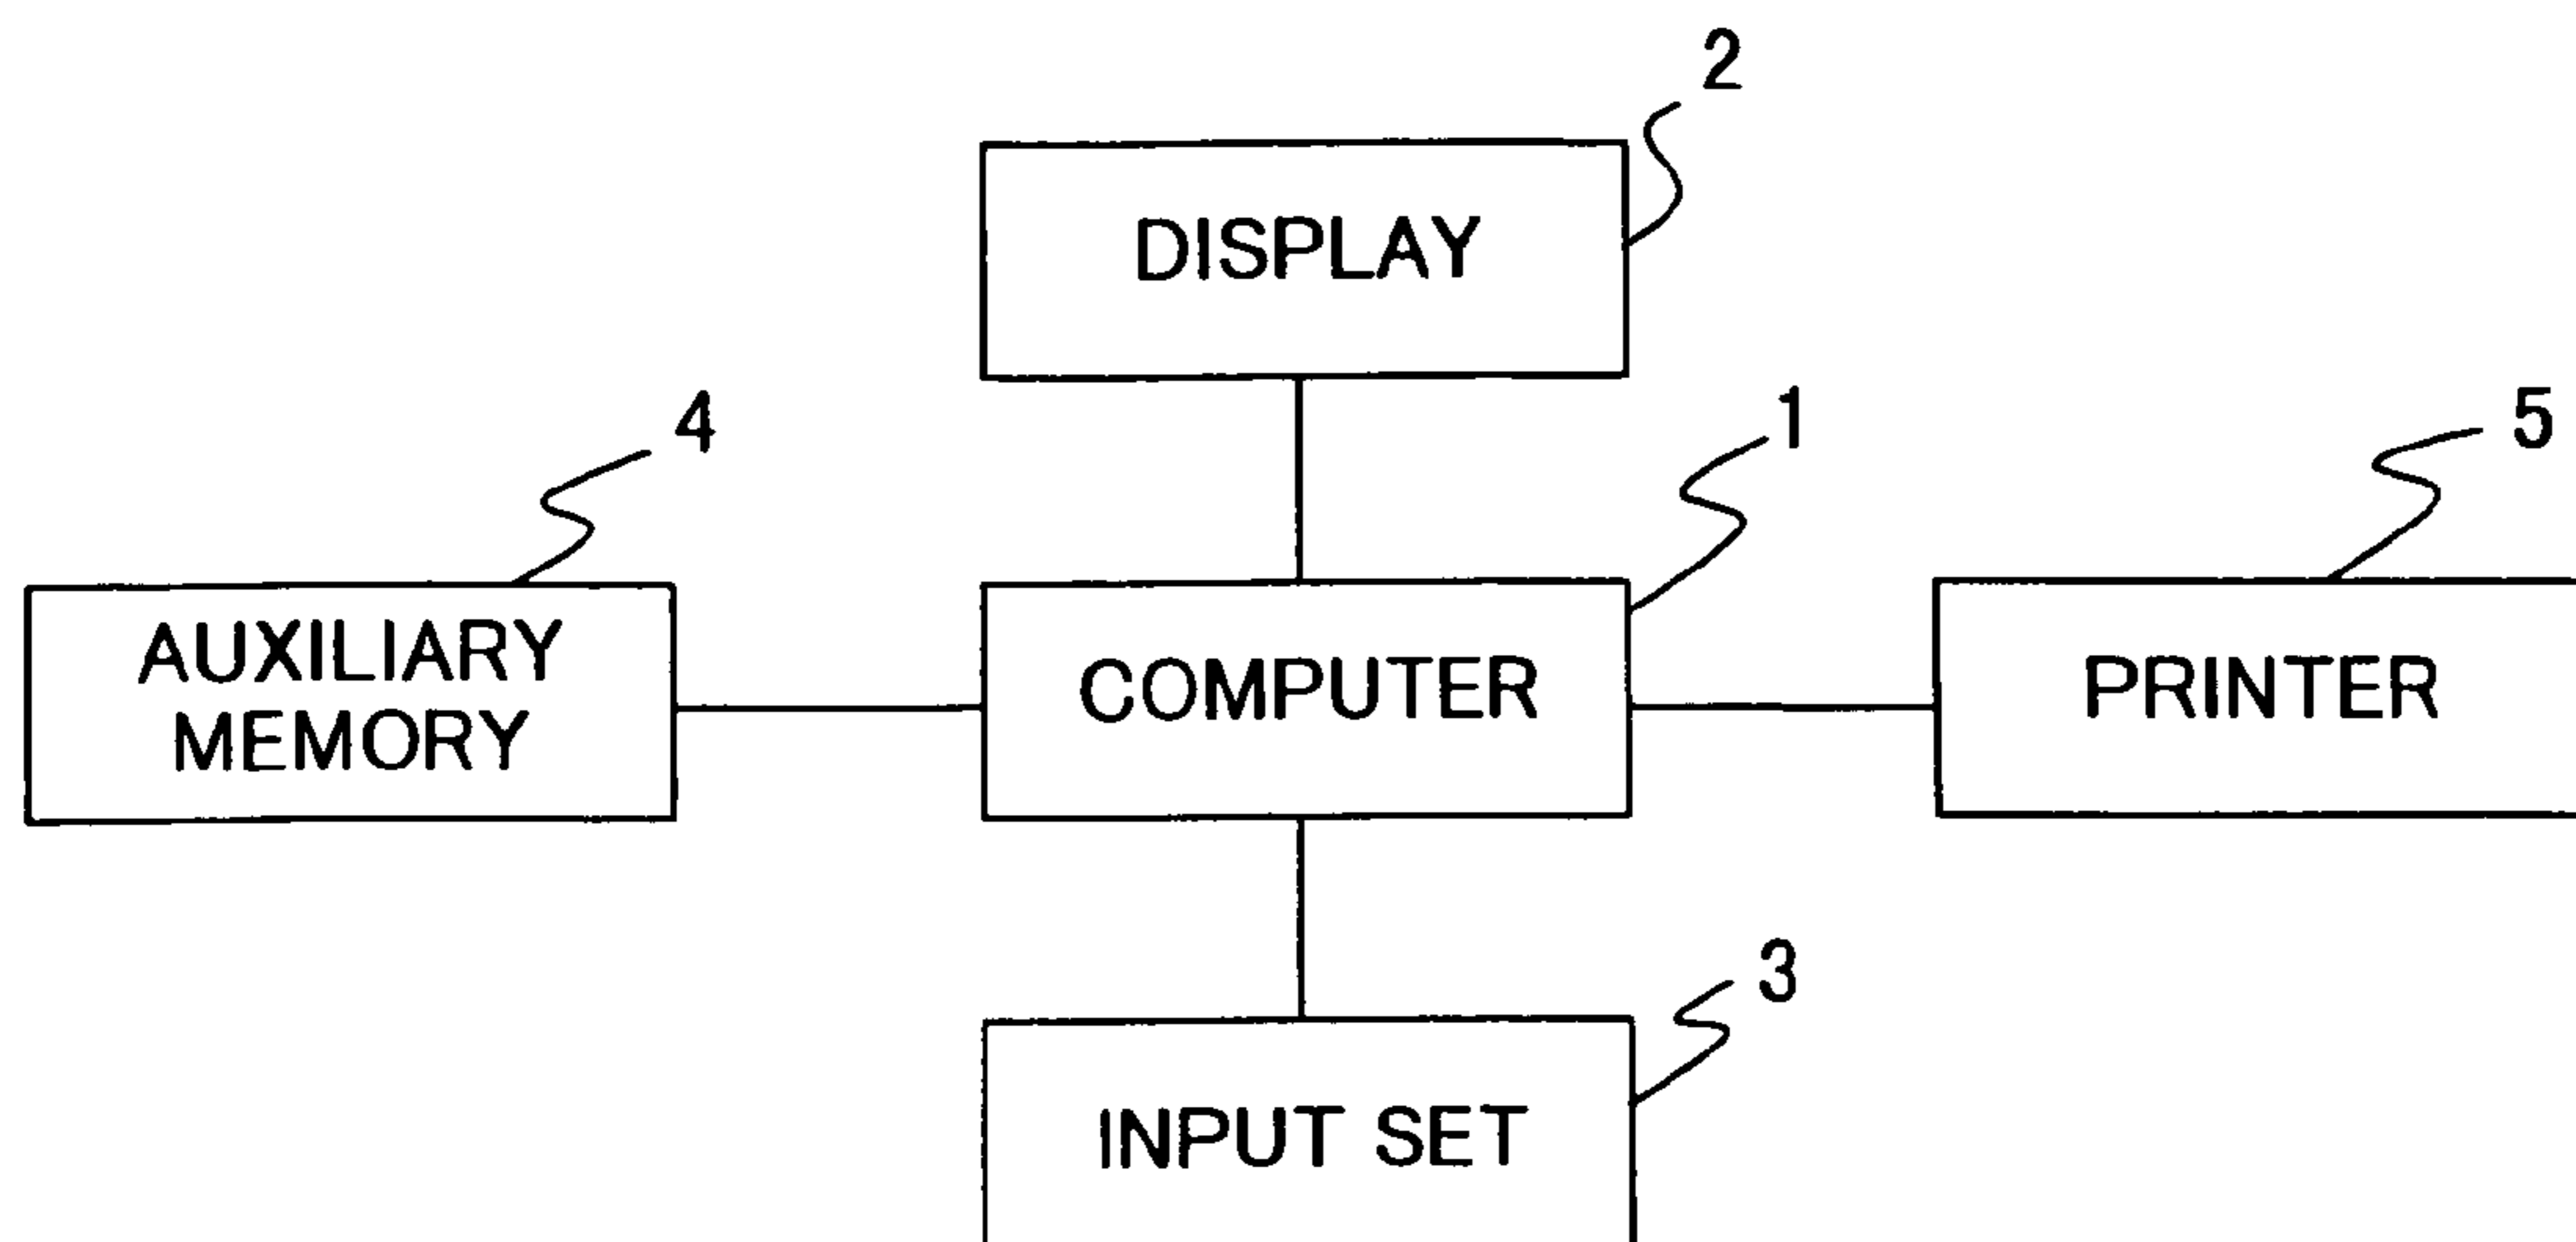 2
DISPLAY
4
1
5
AUXILIARY
MEMORY
COMPUTER
PRINTER
3
INPUT SET